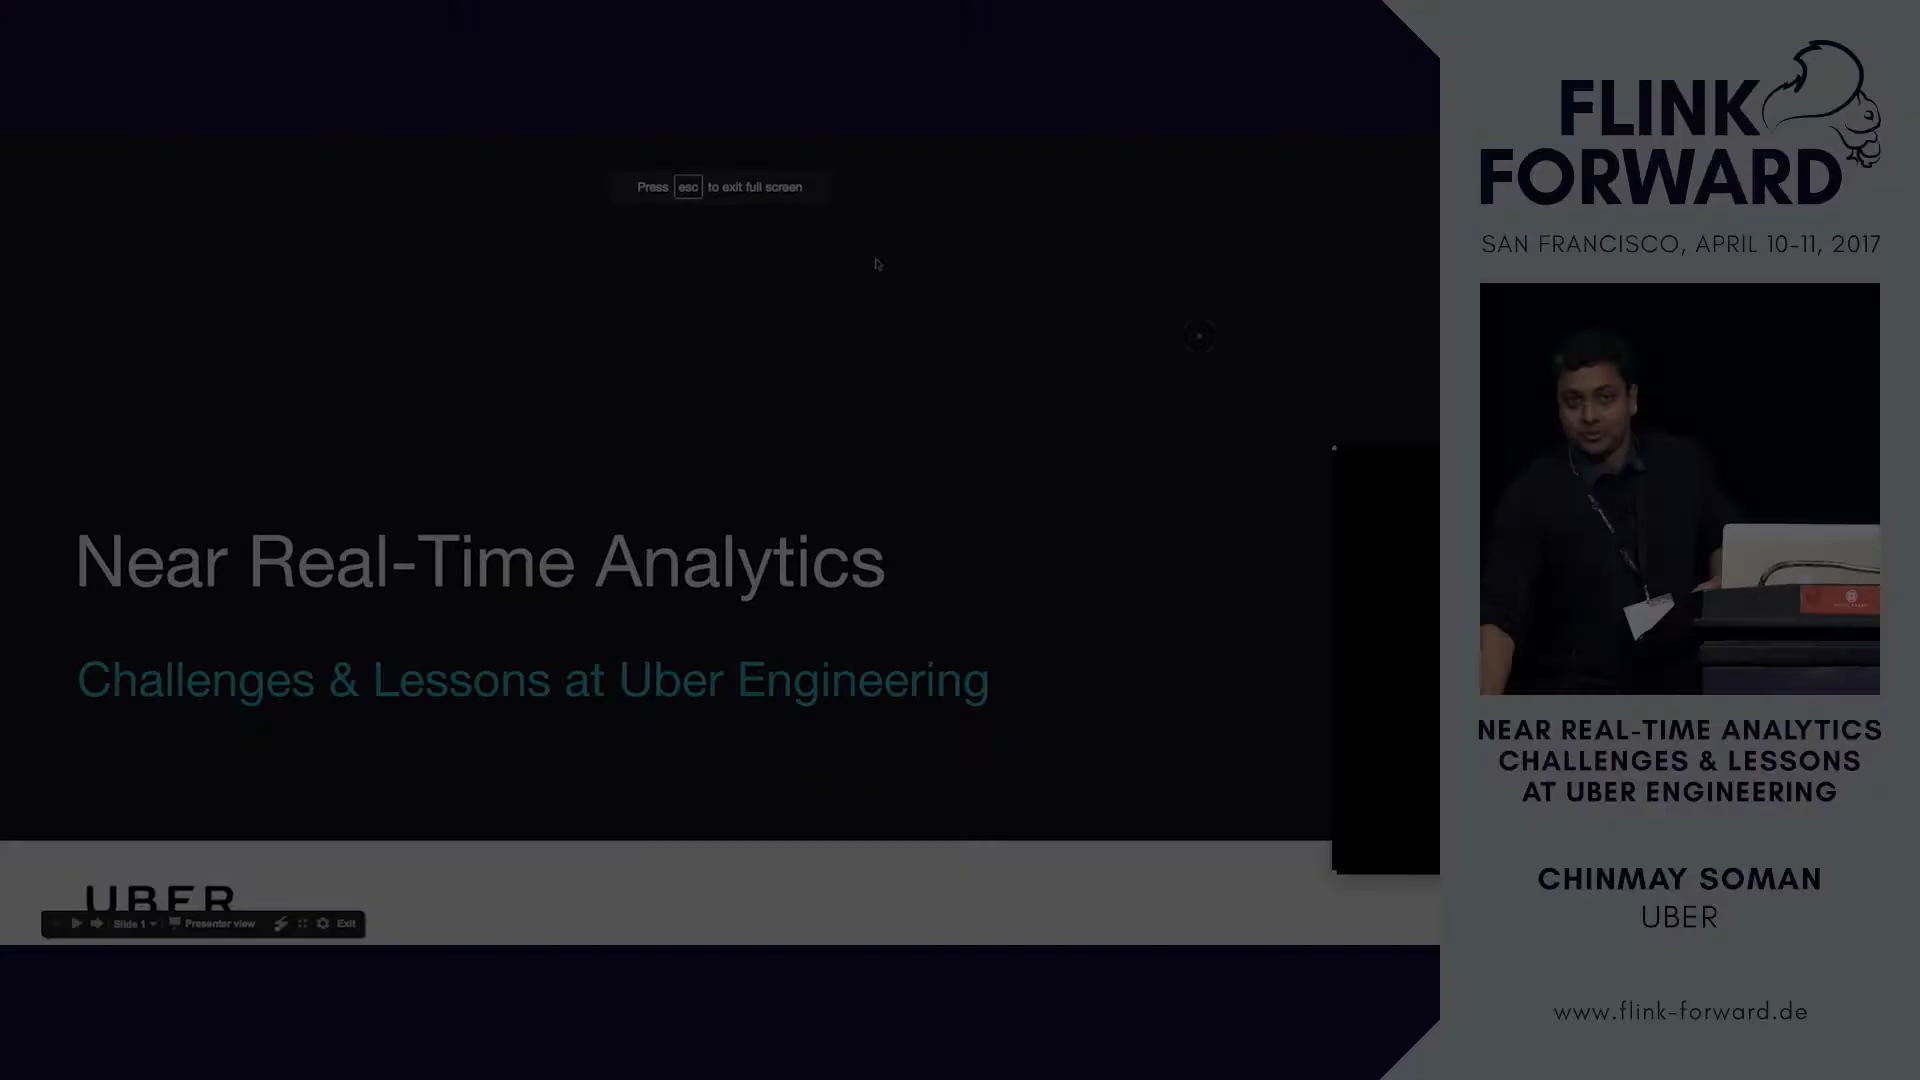 Press esc to exit full screen
Near Real-Time Analytics
Challenges & Lessons at Uber Engineering
UBER
Slide 1
Presenter view
Exit
FLINK
FORWARD
SAN FRANCISCO, APRIL 10-11, 2017
NEAR REAL-TIME ANALYTICS
CHALLENGES & LESSONS
AT UBER ENGINEERING
CHINMAY SOMAN
UBER
www.flink-forward.de